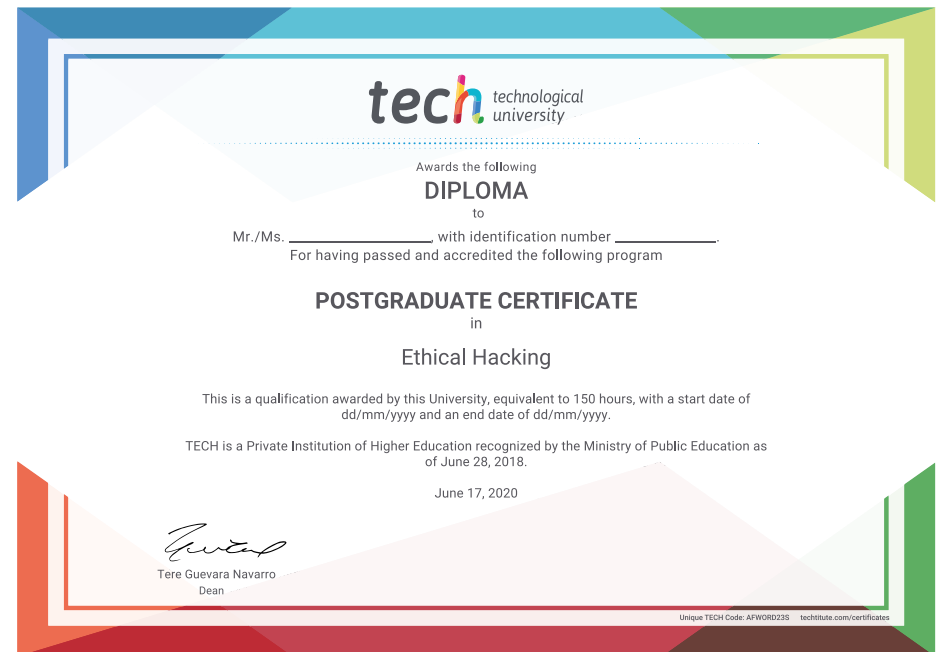 tech technological
university
Awards the following
DIPLOMA
to
Mr./Ms. ____________, with identification number ____________.
For having passed and accredited the following program
POSTGRADUATE CERTIFICATE
in
Ethical Hacking
This is a qualification awarded by this University, equivalent to 150 hours, with a start date of
dd/mm/yyyy and an end date of dd/mm/yyyy.
TECH is a Private Institution of Higher Education recognized by the Ministry of Public Education as
of June 28, 2018.
June 17, 2020
Tere Guevara Navarro
Dean
Unique TECH Code: AFWORD23S techtitute.com/certificates